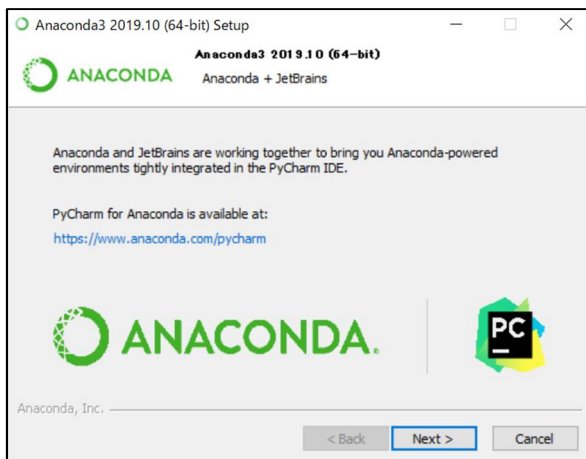 Anaconda3 2019.10 (64-bit) Setup
Anaconda3 2019.10 (64-bit)
ANACONDA
Anaconda + JetBrains
Anaconda and JetBrains are working together to bring you Anaconda-powered
environments tightly integrated in the PyCharm IDE.
PyCharm for Anaconda is available at:
https://www.anaconda.com/pycharm
ANACONDA.
PC
Anaconda, Inc.
< Back Next > Cancel